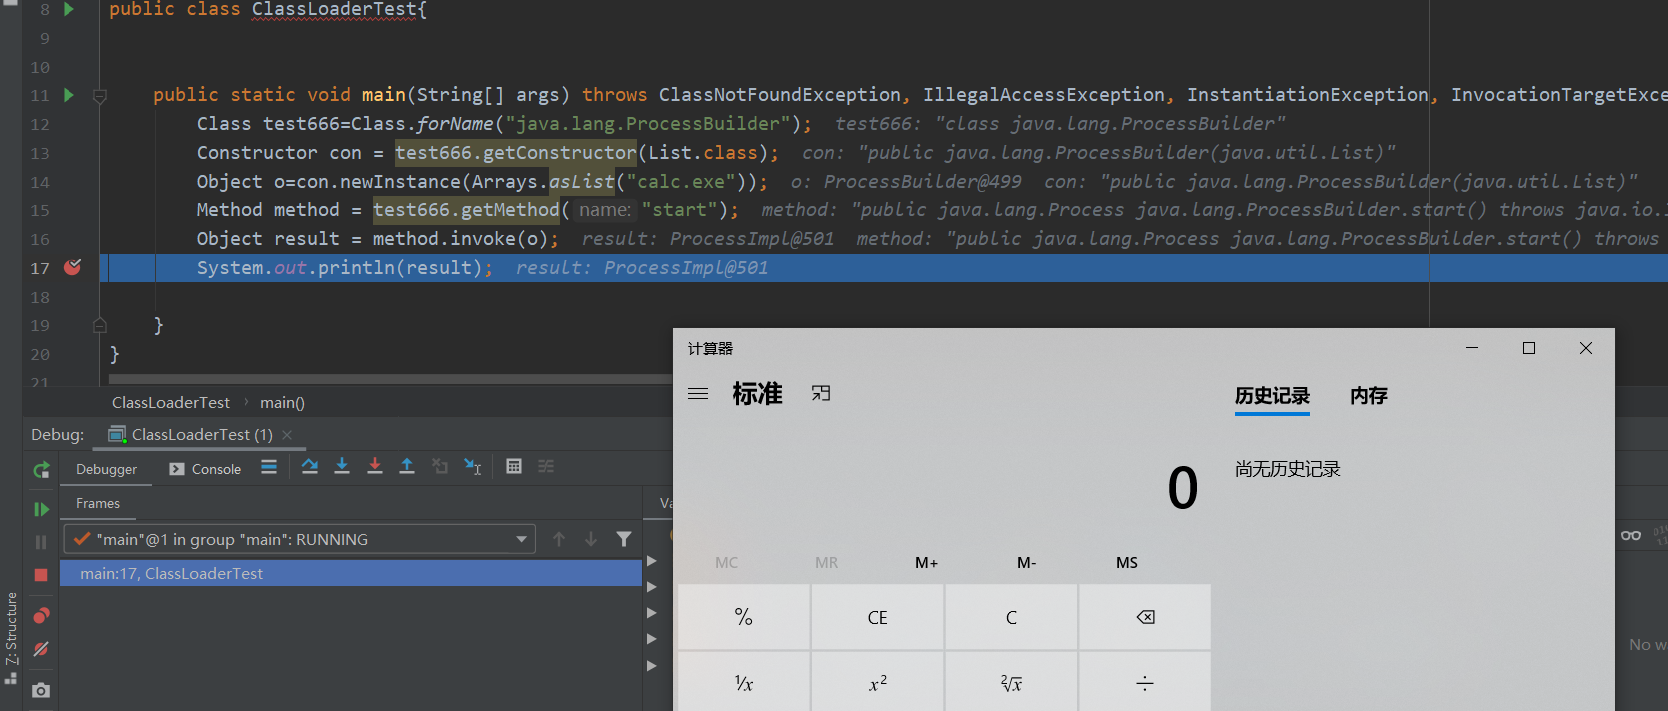 8 public class ClassLoaderTest{
9
10
11 public static void main(String[] args) throws ClassNotFoundException, IllegalAccessException, InstantiationException, InvocationTargetExce
12 Class test666=Class.forName("java.lang.ProcessBuilder"); test666: "class java.lang.ProcessBuilder"
13 Constructor con = test666.getConstructor(List.class); con: "public java.lang.ProcessBuilder(java.util.List)"
14 Object o=con.newInstance(Arrays.asList("calc.exe")); o: ProcessBuilder@499 con: "public java.lang.ProcessBuilder(java.util.List)"
15 Method method = test666.getMethod( name: "start"); method: "public java.lang.Process java.lang.ProcessBuilder.start() throws java.io.
16 Object result = method.invoke(o); result: ProcessImpl@501 method: "public java.lang.Process java.lang.ProcessBuilder.start() throws
17 System.out.println(result); result: ProcessImpl@501
18
19 }
20 }
21
ClassLoaderTest › main()
Debug: ClassLoaderTest (1)
Debugger Console
Frames
"main"@1 in group "main": RUNNING
main:17, ClassLoaderTest
Z: Structure
Va
No w
计算器
标准
历史记录 内存
尚无历史记录
0
MC MR M+ M- MS
% CE C
¹/x x² ²√x ÷